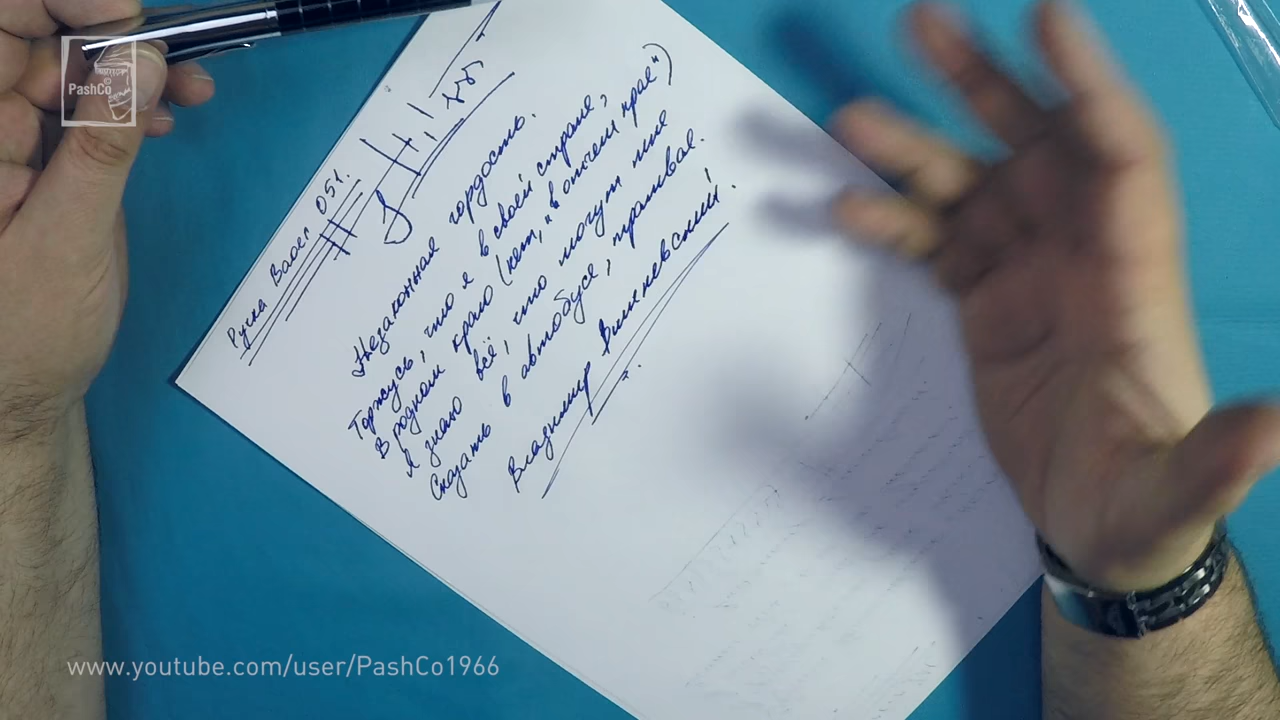 PashCo
Ручка Baoer 051.
Незаконная гордость.
Горжусь, что я в своей стране,
В родном краю (нет, "в отчем крае")
Я знаю всё, что могут мне
Сказать в автобусе, трамвае.
Владимир Вишневский.
www.youtube.com/user/PashCo1966